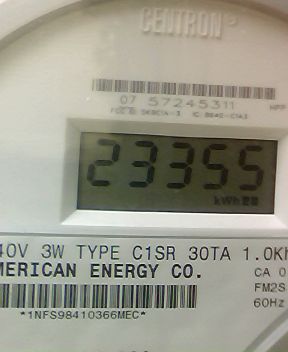 CENTRON®
07 57245311
23355
kWh
40V 3W TYPE C1SR 30TA 1.0Kh
MERICAN ENERGY CO.
CA 0
FM2S
60Hz
*1NFS98410366MEC*